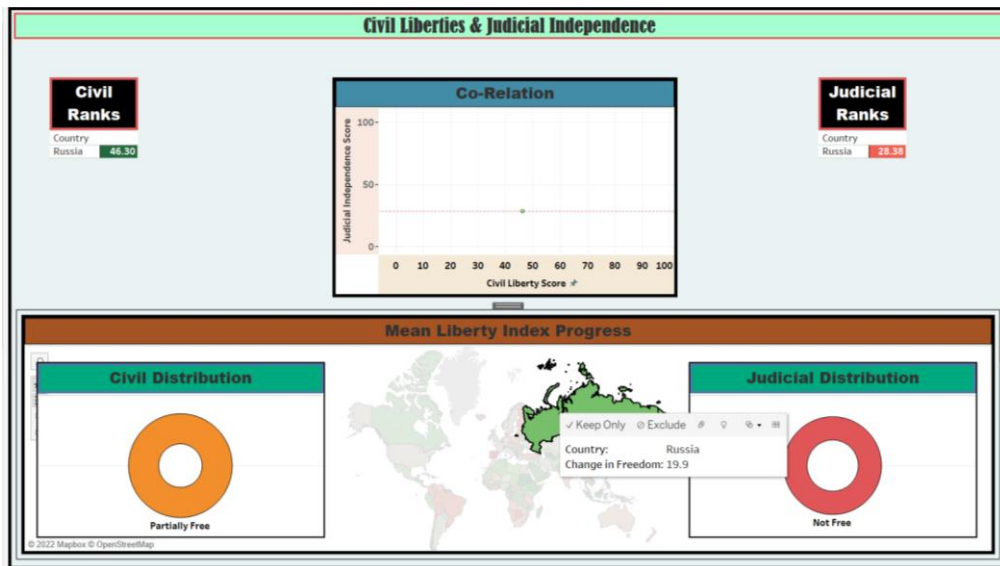 Civil Liberties & Judicial Independence
Civil
Ranks
Country
Russia 46.30
Co-Relation
Judicial Independence Score
100
50
0
0 10 20 30 40 50 60 70 80 90 100
Civil Liberty Score
Judicial
Ranks
Country
Russia 28.38
Mean Liberty Index Progress
Civil Distribution
Partially Free
Keep Only Exclude
Country: Russia
Change in Freedom: 19.9
Judicial Distribution
Not Free
© 2022 Mapbox © OpenStreetMap